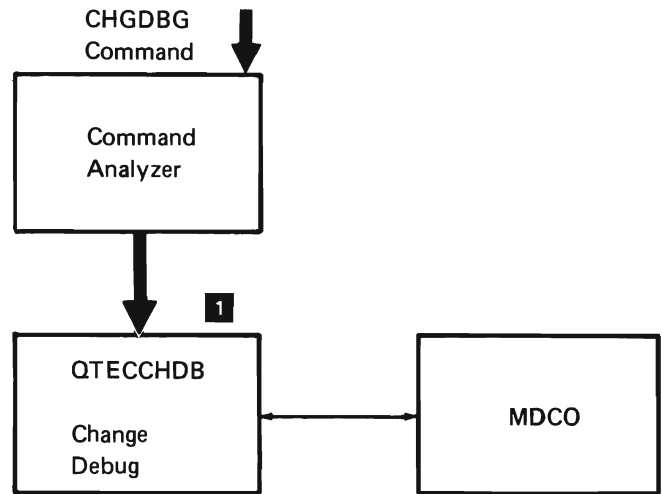 CHGDBG
Command
Command
Analyzer
1
QTECCHDB
Change
Debug
MDCO